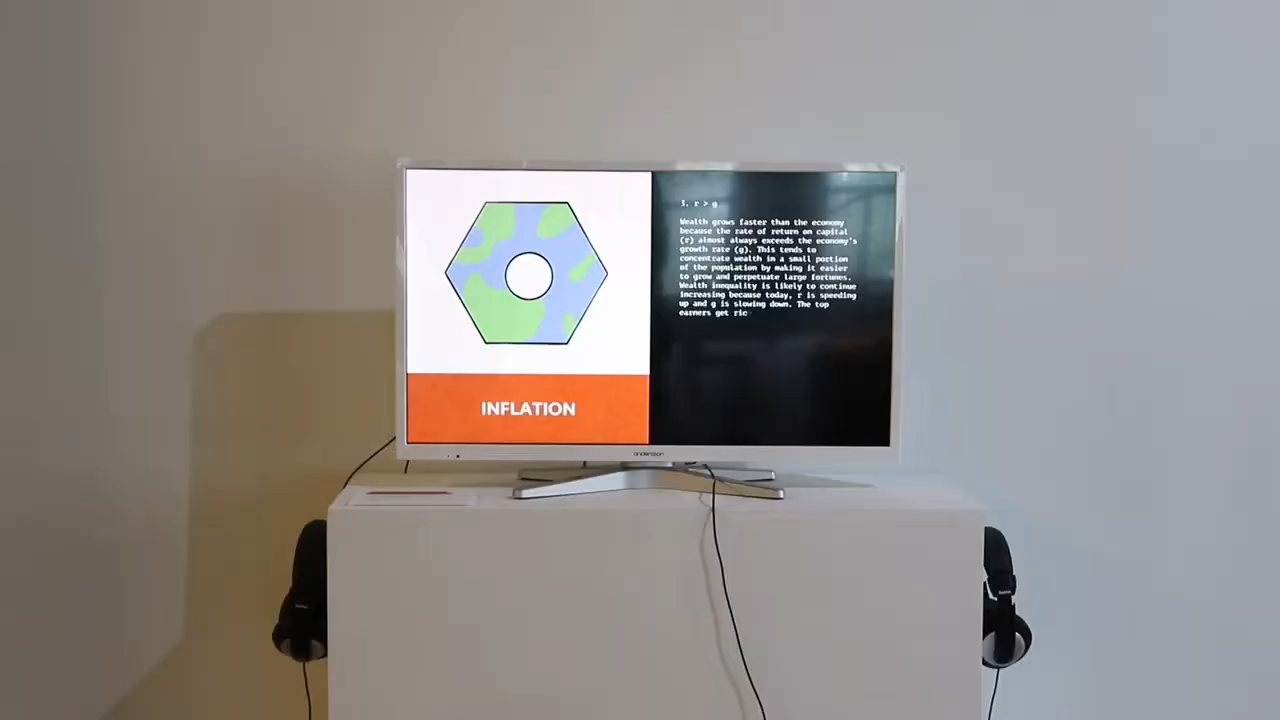 INFLATION
3. r > g
Wealth grows faster than the economy
because the rate of return on capital
(r) almost always exceeds the economy's
growth rate (g). This tends to
concentrate wealth in a small portion
of the population by making it easier
to grow and perpetuate large fortunes.
Wealth inequality is likely to continue
increasing because today, r is speeding
up and g is slowing down. The top
earners get ric
andersson